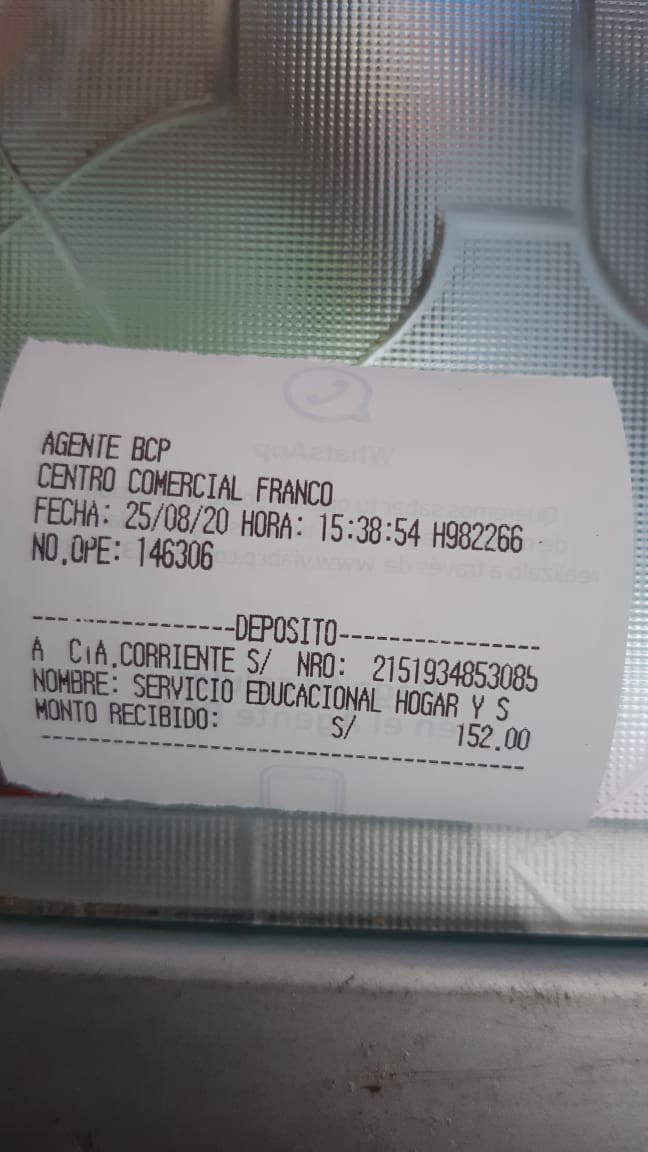 AGENTE BCP
CENTRO COMERCIAL FRANCO
FECHA: 25/08/20 HORA: 15:38:54 H982266
NO.OPE: 146306
-----------------DEPOSITO-----------------
A CTA.CORRIENTE S/ NRO: 2151934853085
NOMBRE: SERVICIO EDUCACIONAL HOGAR Y S
MONTO RECIBIDO: S/ 152.00
------------------------------------------